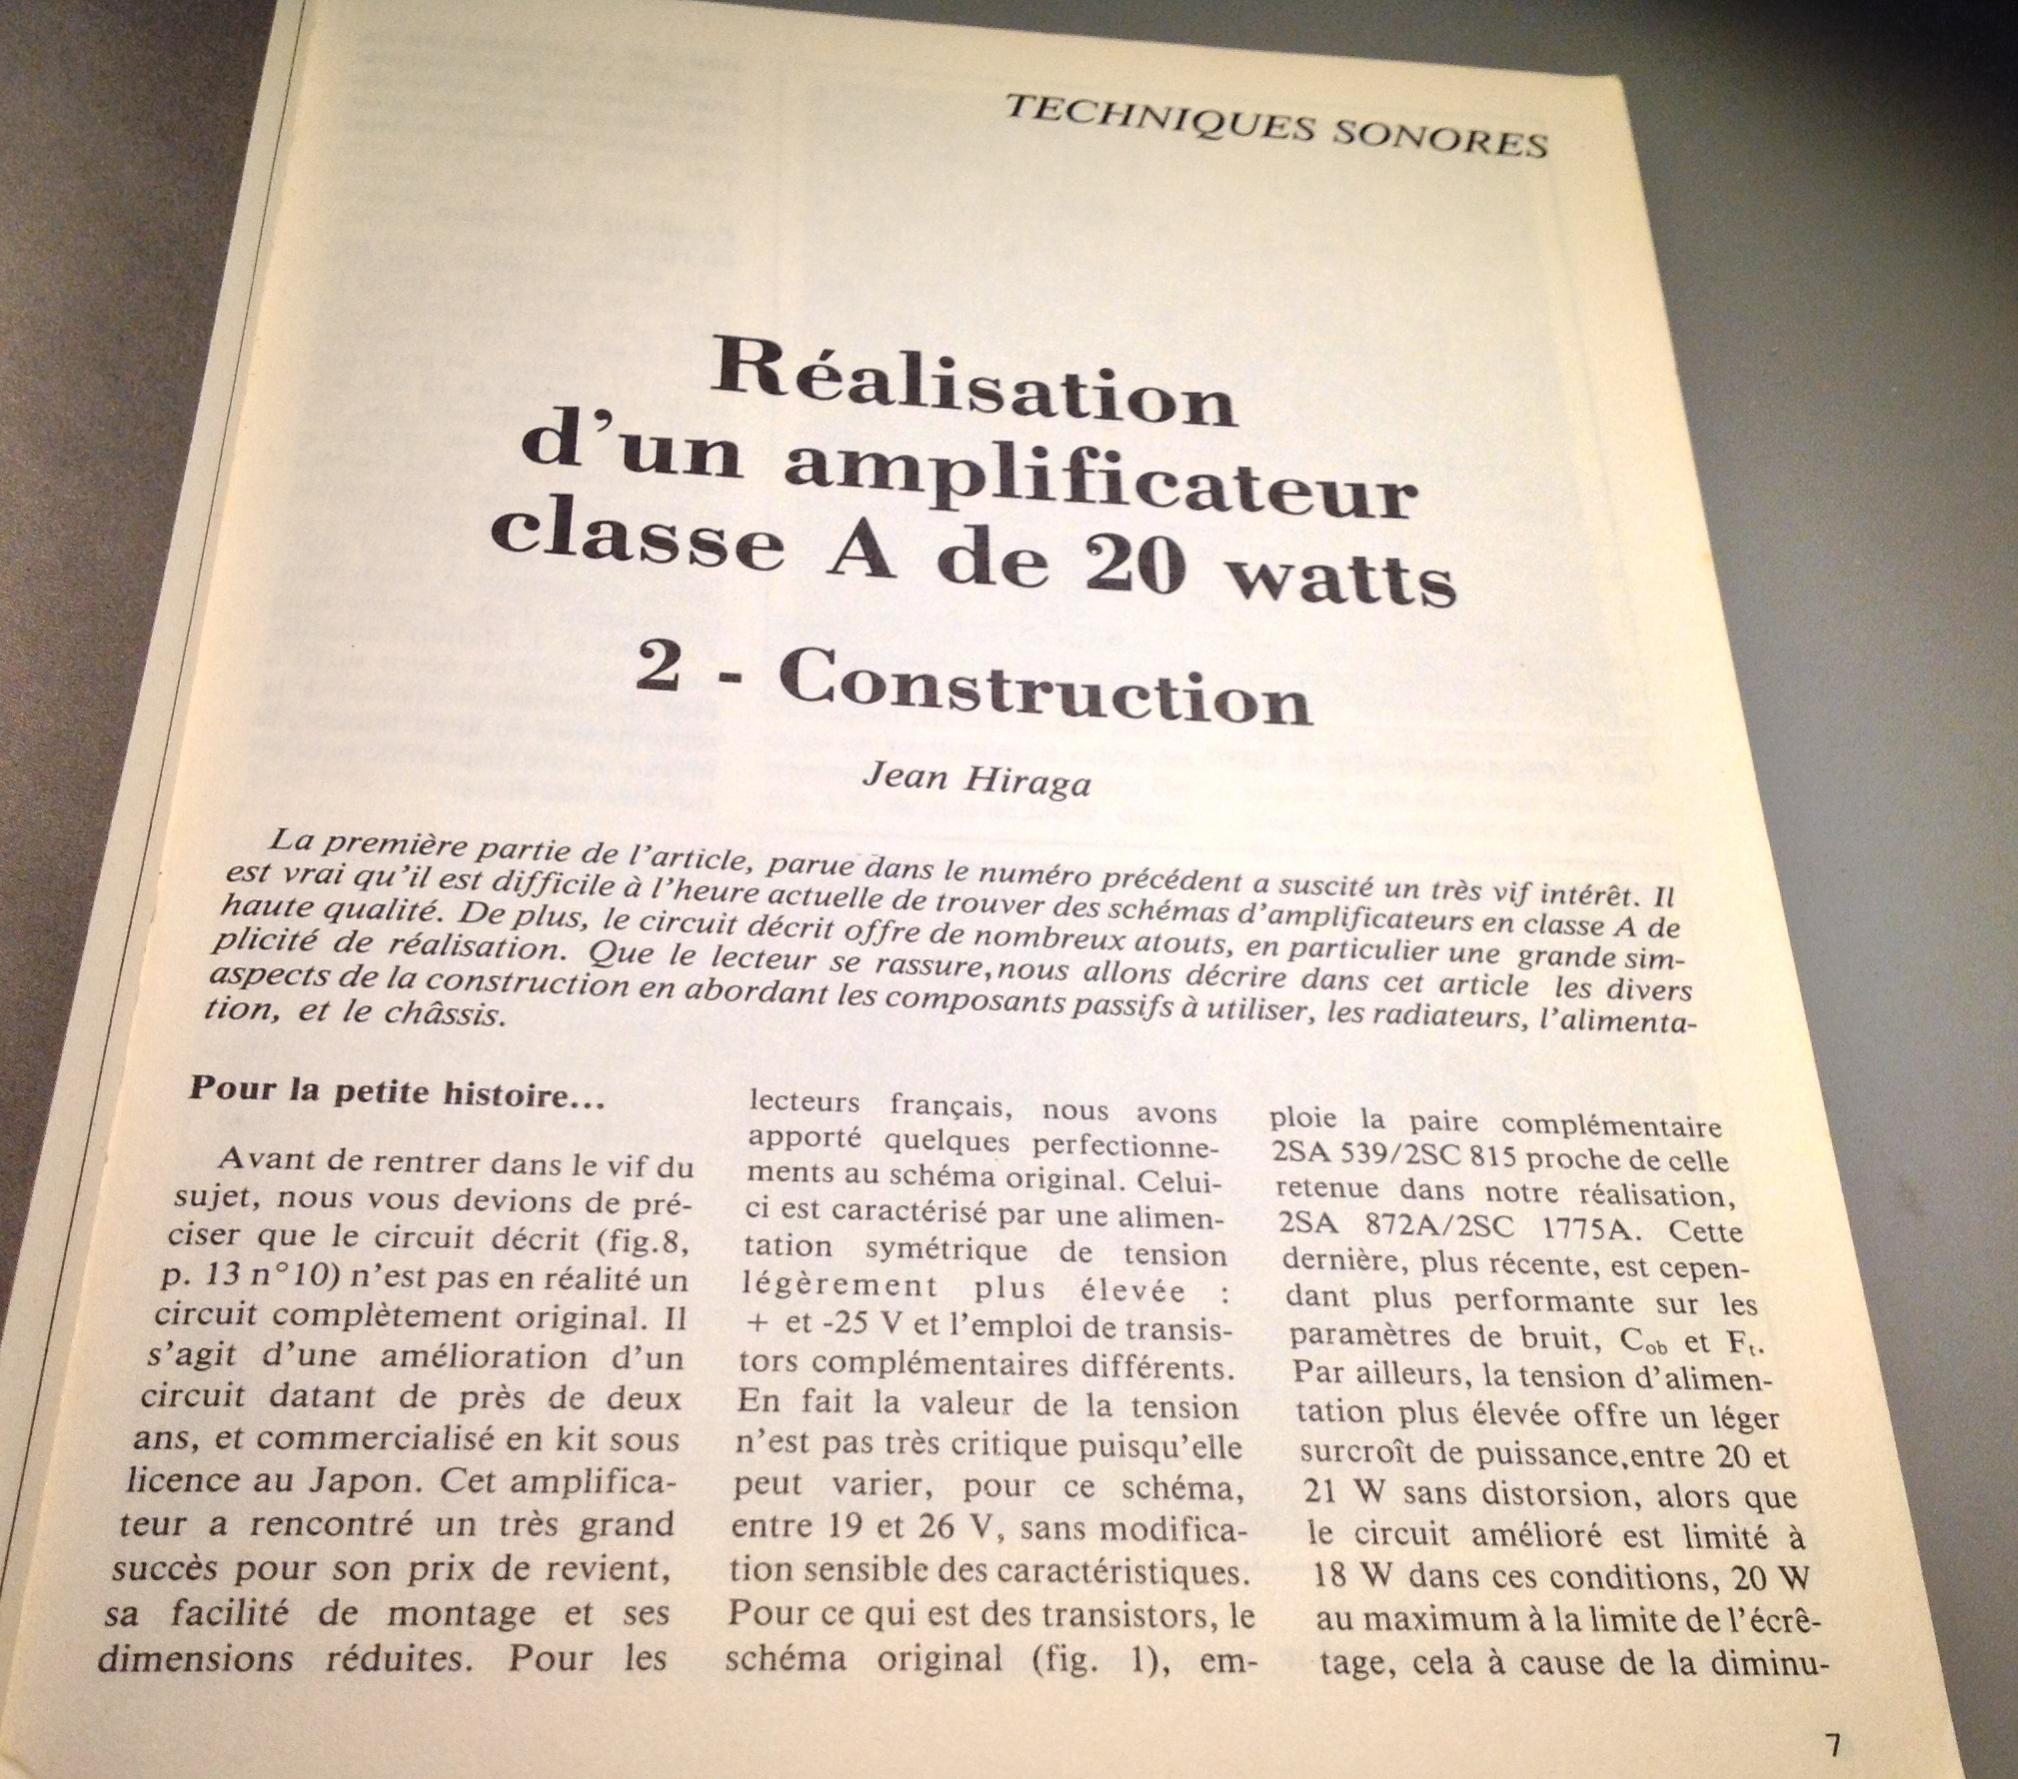 TECHNIQUES SONORES
Réalisation
d'un amplificateur
classe A de 20 watts
2 - Construction
Jean Hiraga
La première partie de l'article, parue dans le numéro précédent a suscité un très vif intérêt. Il
est vrai qu'il est difficile à l'heure actuelle de trouver des schémas d'amplificateurs en classe A de
haute qualité. De plus, le circuit décrit offre de nombreux atouts, en particulier une grande sim-
plicité de réalisation. Que le lecteur se rassure, nous allons décrire dans cet article les divers
aspects de la construction en abordant les composants passifs à utiliser, les radiateurs, l'alimenta-
tion, et le châssis.
Pour la petite histoire...
Avant de rentrer dans le vif du
sujet, nous vous devions de pré-
ciser que le circuit décrit (fig.8,
p. 13 n°10) n'est pas en réalité un
circuit complètement original. Il
s'agit d'une amélioration d'un
circuit datant de près de deux
ans, et commercialisé en kit sous
licence au Japon. Cet amplifica-
teur a rencontré un très grand
succès pour son prix de revient,
sa facilité de montage et ses
dimensions réduites. Pour les
lecteurs français, nous avons
apporté quelques perfectionne-
ments au schéma original. Celui-
ci est caractérisé par une alimen-
tation symétrique de tension
légèrement plus élevée :
+ et -25 V et l'emploi de transis-
tors complémentaires différents.
En fait la valeur de la tension
n'est pas très critique puisqu'elle
peut varier, pour ce schéma,
entre 19 et 26 V, sans modifica-
tion sensible des caractéristiques.
Pour ce qui est des transistors, le
schéma original (fig. 1), em-
ploie la paire complémentaire
2SA 539/2SC 815 proche de celle
retenue dans notre réalisation,
2SA 872A/2SC 1775A. Cette
dernière, plus récente, est cepen-
dant plus performante sur les
paramètres de bruit, Cob et Ft.
Par ailleurs, la tension d'alimen-
tation plus élevée offre un léger
surcroît de puissance, entre 20 et
21 W sans distorsion, alors que
le circuit amélioré est limité à
18 W dans ces conditions, 20 W
au maximum à la limite de l'écrê-
tage, cela à cause de la diminu-
7